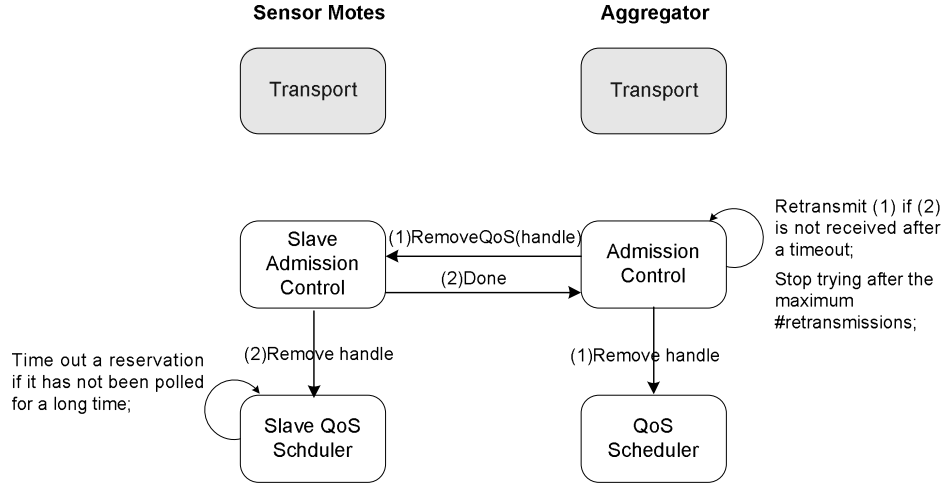 Sensor Motes
Aggregator
Transport
Transport
Slave
Admission
Control
(1)RemoveQoS(handle)
(2)Done
Admission
Control
Retransmit (1) if (2)
is not received after
a timeout;
Stop trying after the
maximum
#retransmissions;
(2)Remove handle
(1)Remove handle
Time out a reservation
if it has not been polled
for a long time;
Slave QoS
Schduler
QoS
Scheduler